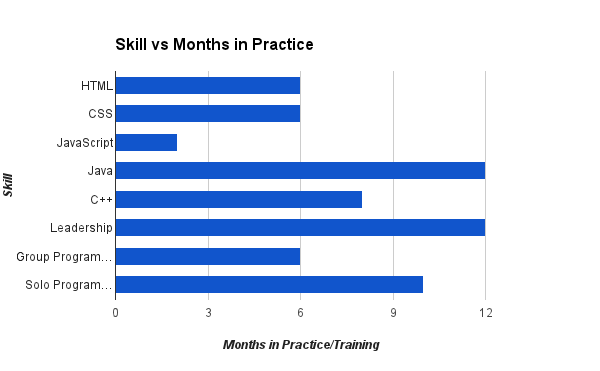 Skill vs Months in Practice
HTML
CSS
JavaScript
Java
C++
Leadership
Group Program...
Solo Program...
Skill
0 3 6 9 12
Months in Practice/Training